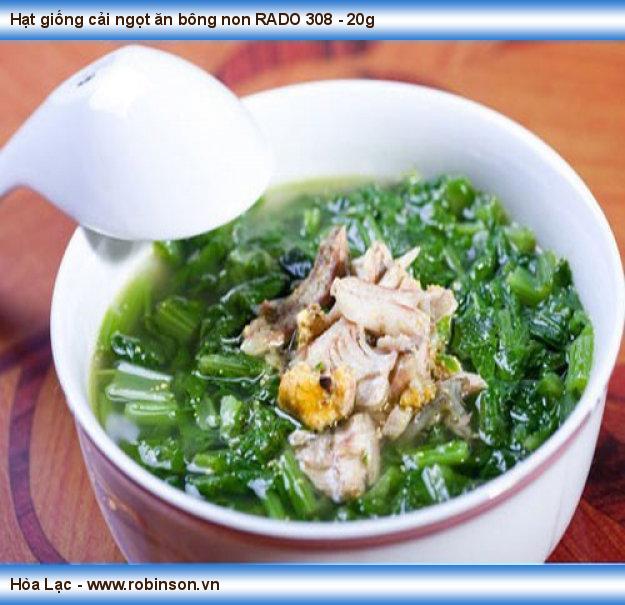 Hạt giống cải ngọt ăn bông non RADO 308 - 20g
Hòa Lạc - www.robinson.vn